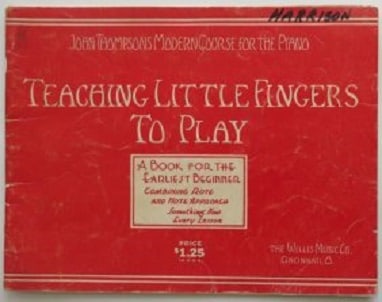 HARRISON
JOHN THOMPSON'S MODERN COURSE FOR THE PIANO
TEACHING LITTLE FINGERS
TO PLAY
A BOOK FOR THE
EARLIEST BEGINNER
COMBINING ROTE
AND NOTE APPROACH
Something New
Every Lesson
PRICE
$1.25
THE WILLIS MUSIC CO.
CINCINNATI, O.